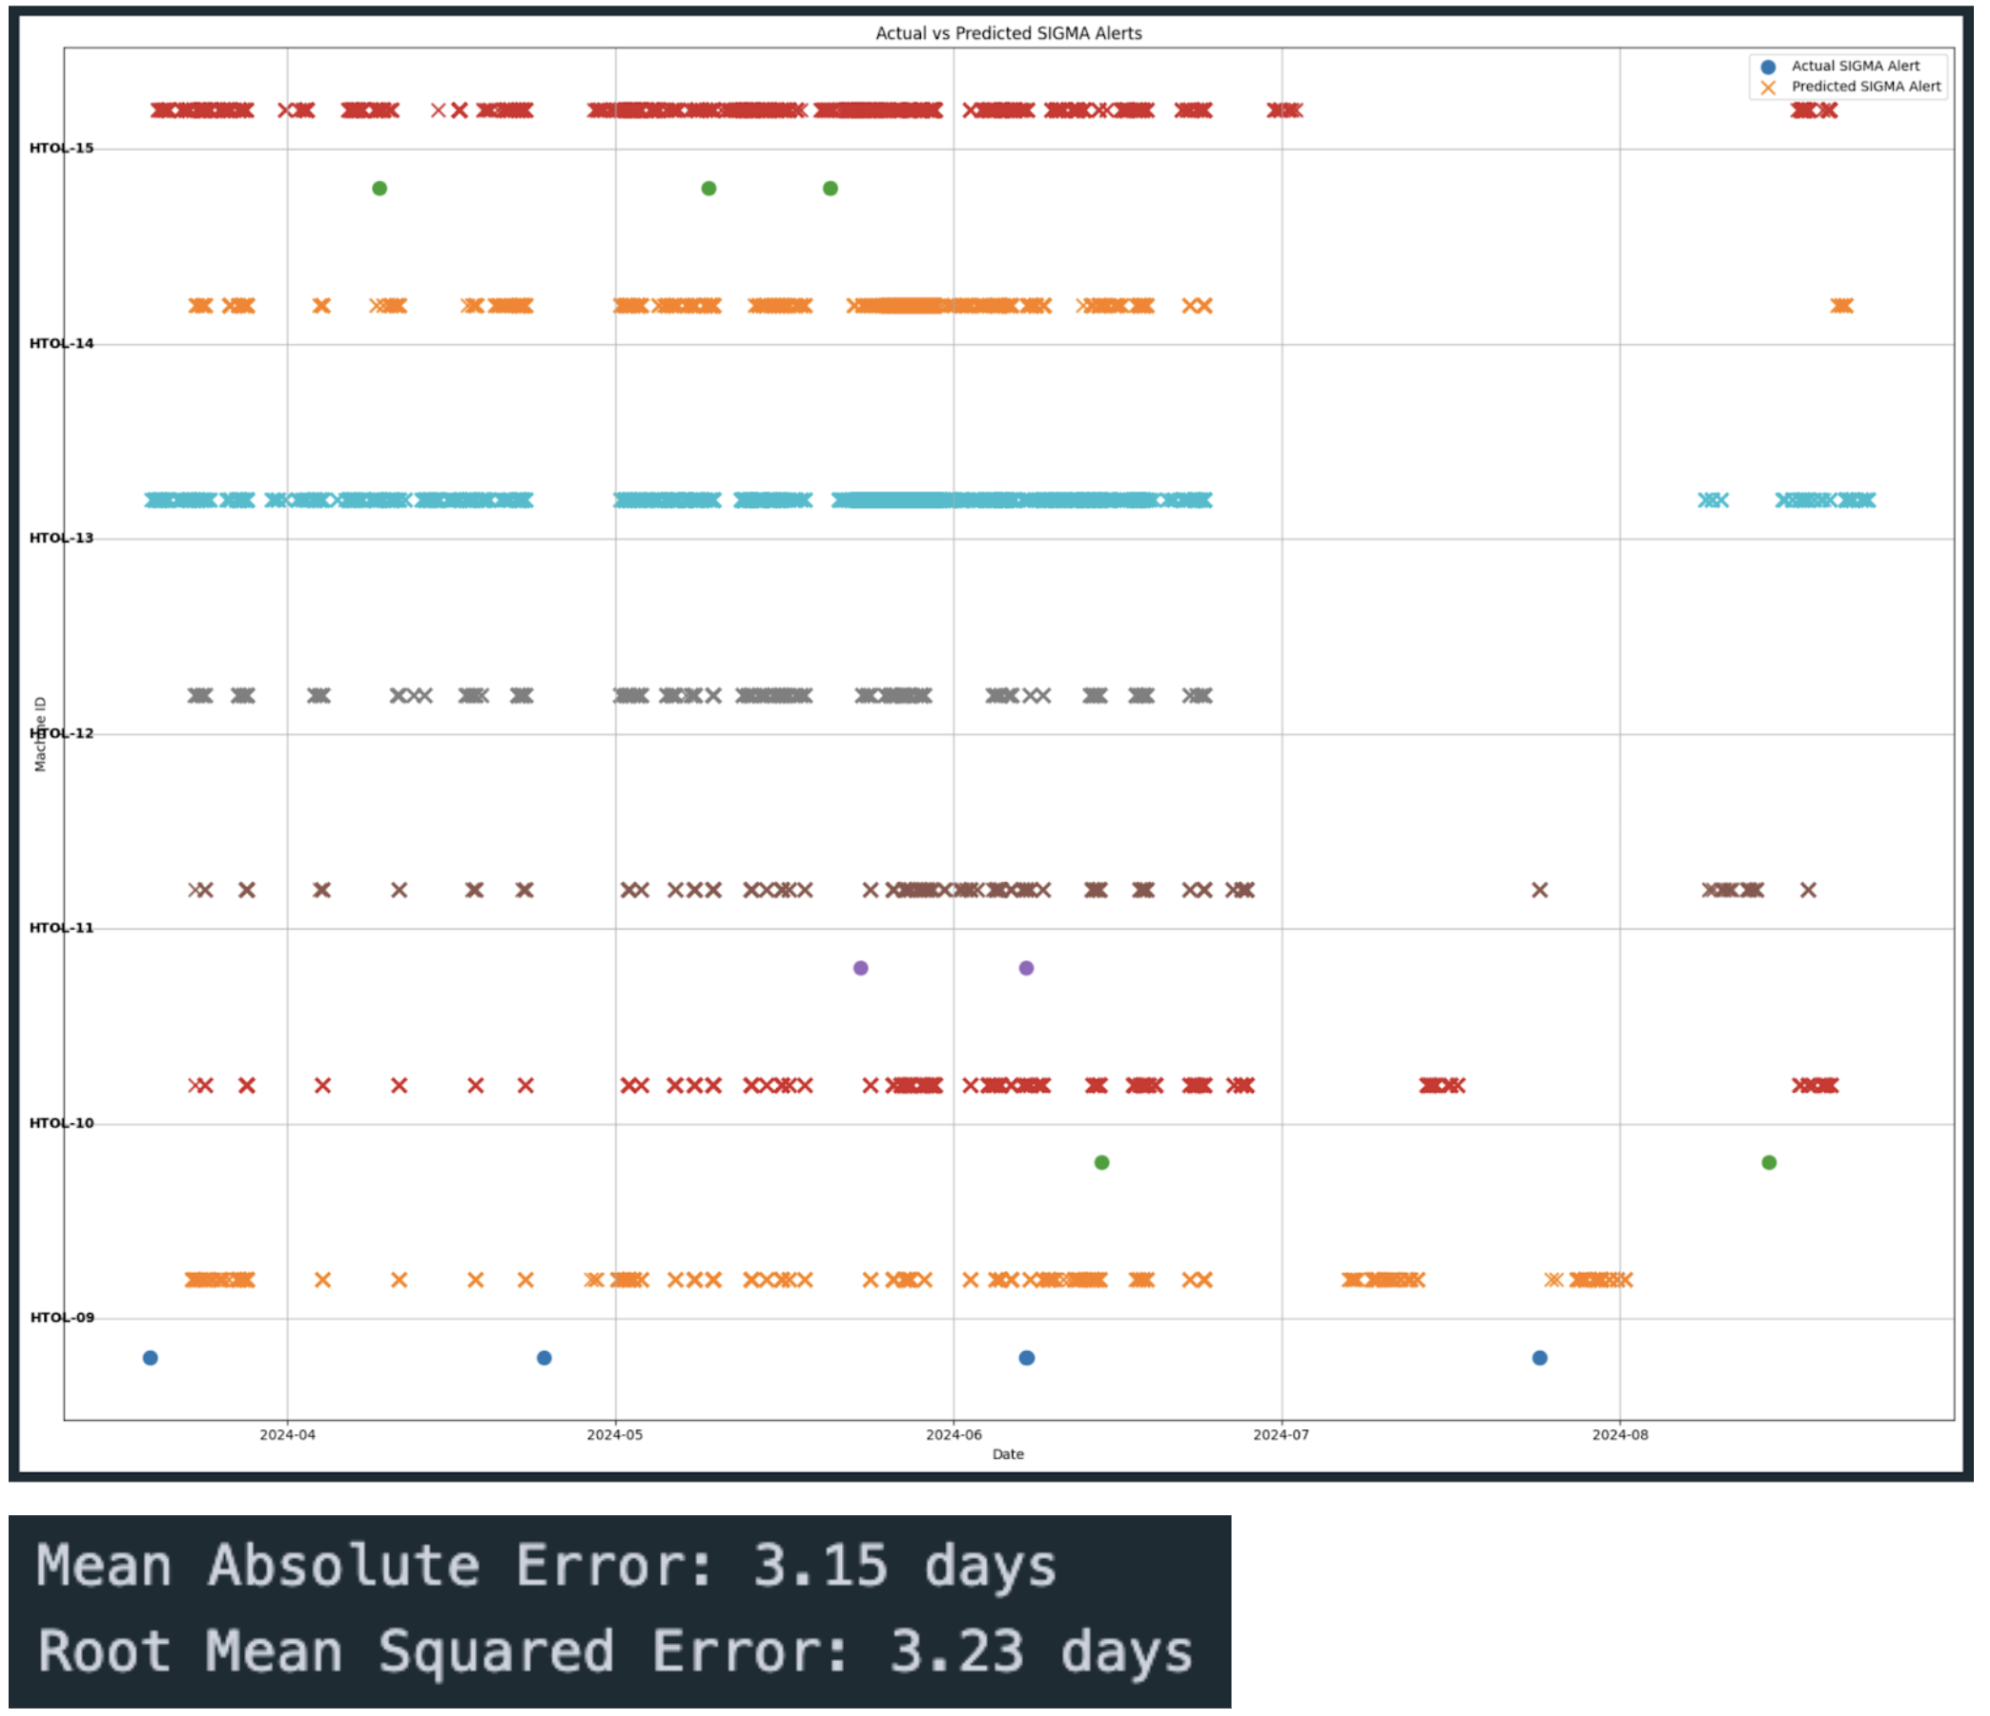 Actual vs Predicted SIGMA Alerts
Actual SIGMA Alert
Predicted SIGMA Alert
HTOL-15
HTOL-14
HTOL-13
HTOL-12
HTOL-11
HTOL-10
HTOL-09
Machine ID
2024-04
2024-05
2024-06
2024-07
2024-08
Date
Mean Absolute Error: 3.15 days
Root Mean Squared Error: 3.23 days